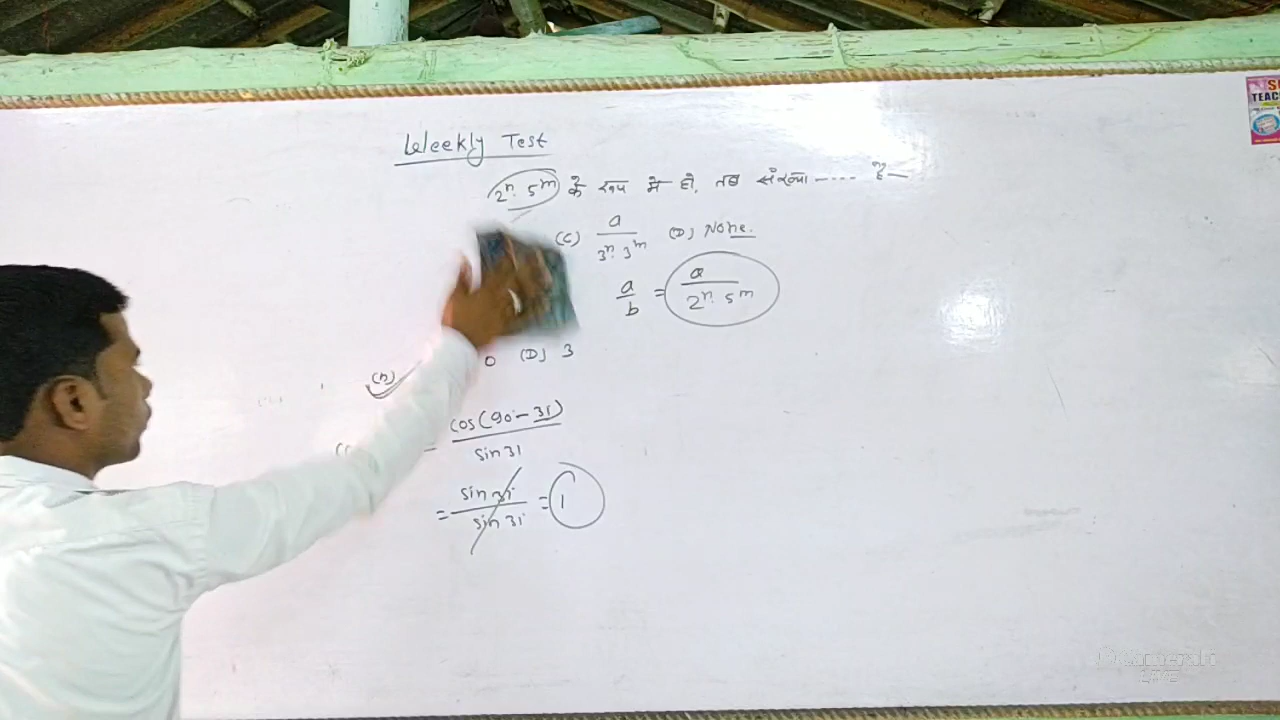 Weekly Test
2ⁿ· 5ᵐ के रूप में हो, तब संख्या ---- है—
(C) a / 3ⁿ· 3ᵐ (D) None.
a/b = a / 2ⁿ· 5ᵐ
(A) 0 (D) 3
= cos(90°- 31) / sin 31
= sin 31 / sin 31 = 1